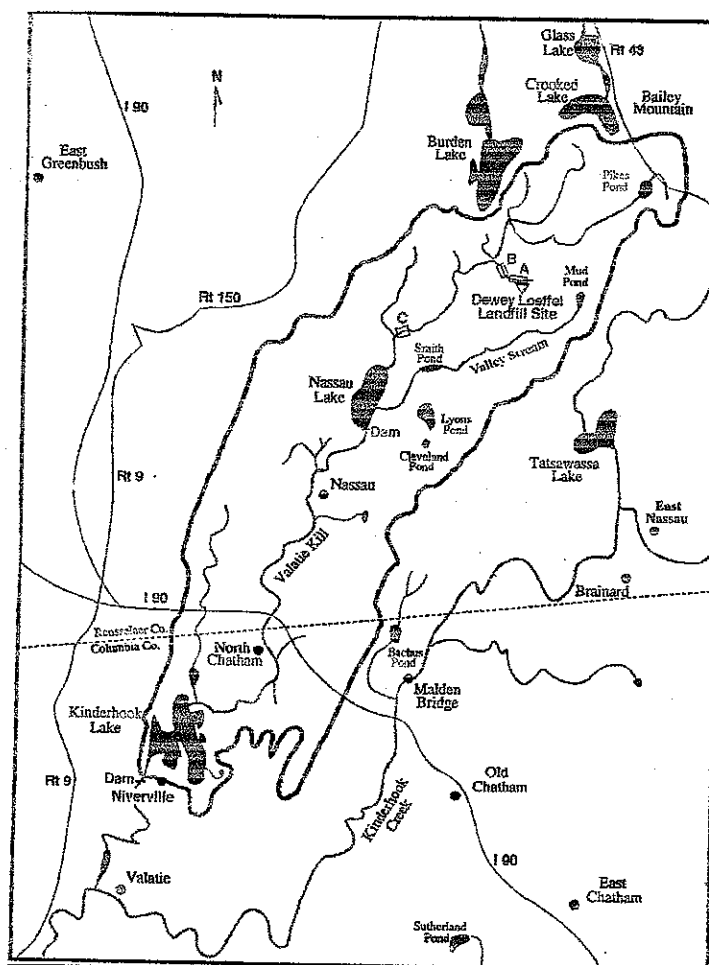 Glass
Lake
Rt 43
N
I 90
Crooked
Lake
Bailey
Mountain
East
Greenbush
Burden
Lake
Pikes
Pond
B
A
Mud
Pond
Dewey Loeffel
Landfill Site
Rt 150
C
Smith
Pond
Valley Stream
Nassau
Lake
Lyons
Pond
Dam
Cleveland
Pond
Tatsawassa
Lake
Rt 9
Nassau
East
Nassau
Valatie Kill
Brainard
I 90
Rensselaer Co.
Columbia Co.
North
Chatham
Bachus
Pond
Malden
Bridge
Kinderhook
Lake
Rt 9
Dam
Niverville
Old
Chatham
Kinderhook
Creek
I 90
Valatie
East
Chatham
Sutherland
Pond